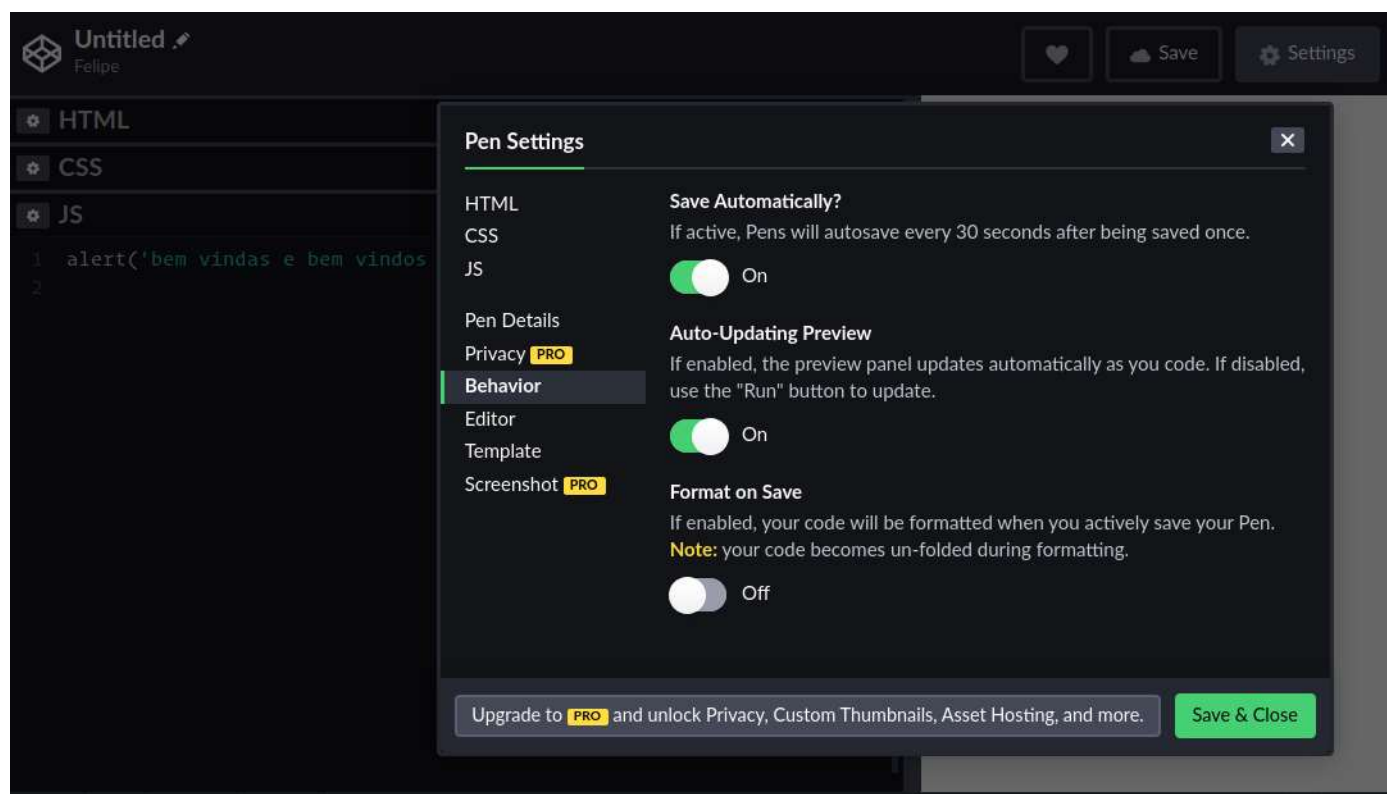 Untitled
Felipe
Save
Settings
HTML
CSS
JS
1 alert('bem vindas e bem vindos
2
Pen Settings
HTML
CSS
JS
Pen Details
Privacy PRO
Behavior
Editor
Template
Screenshot PRO
Save Automatically?
If active, Pens will autosave every 30 seconds after being saved once.
On
Auto-Updating Preview
If enabled, the preview panel updates automatically as you code. If disabled,
use the "Run" button to update.
On
Format on Save
If enabled, your code will be formatted when you actively save your Pen.
Note: your code becomes un-folded during formatting.
Off
Upgrade to PRO and unlock Privacy, Custom Thumbnails, Asset Hosting, and more.
Save & Close